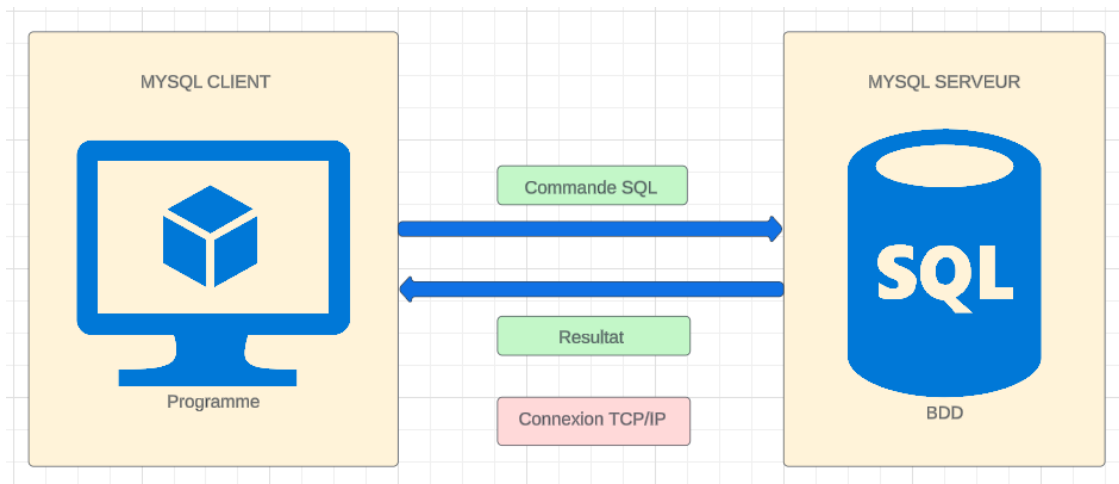 MYSQL CLIENT
MYSQL SERVEUR
Commande SQL
SQL
Resultat
Programme
Connexion TCP/IP
BDD